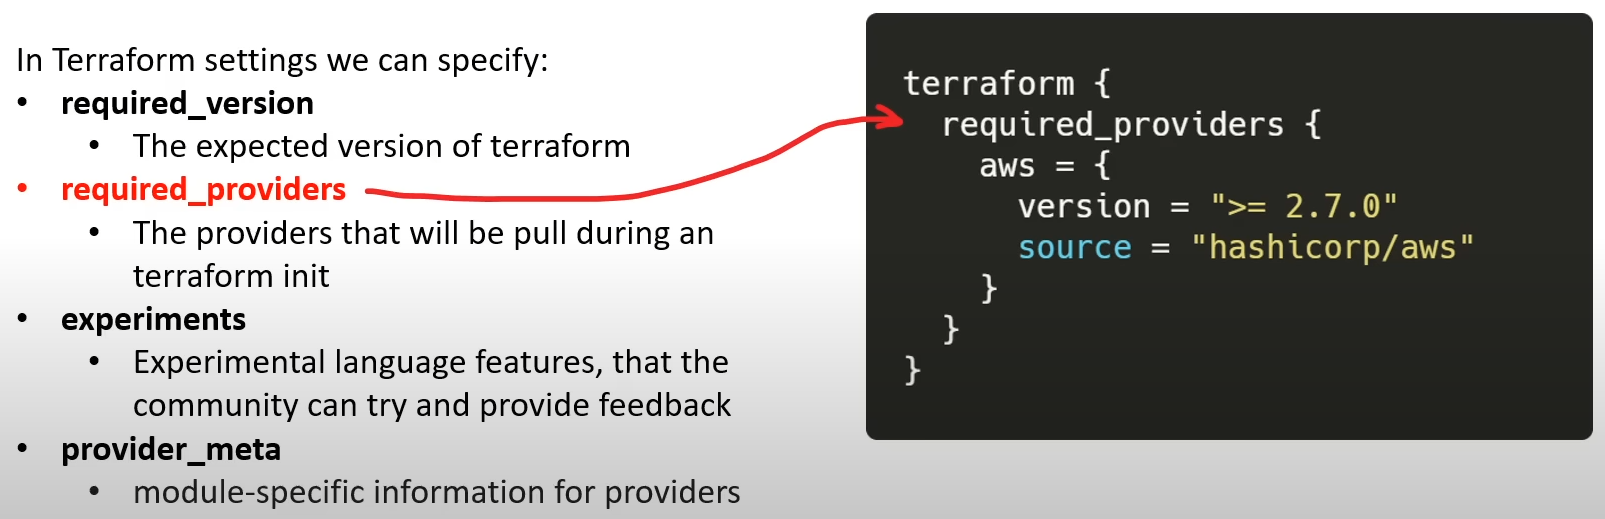 In Terraform settings we can specify:
• required_version
• The expected version of terraform
• required_providers
• The providers that will be pull during an
terraform init
• experiments
• Experimental language features, that the
community can try and provide feedback
• provider_meta
• module-specific information for providers
terraform {
required_providers {
aws = {
version = ">= 2.7.0"
source = "hashicorp/aws"
}
}
}